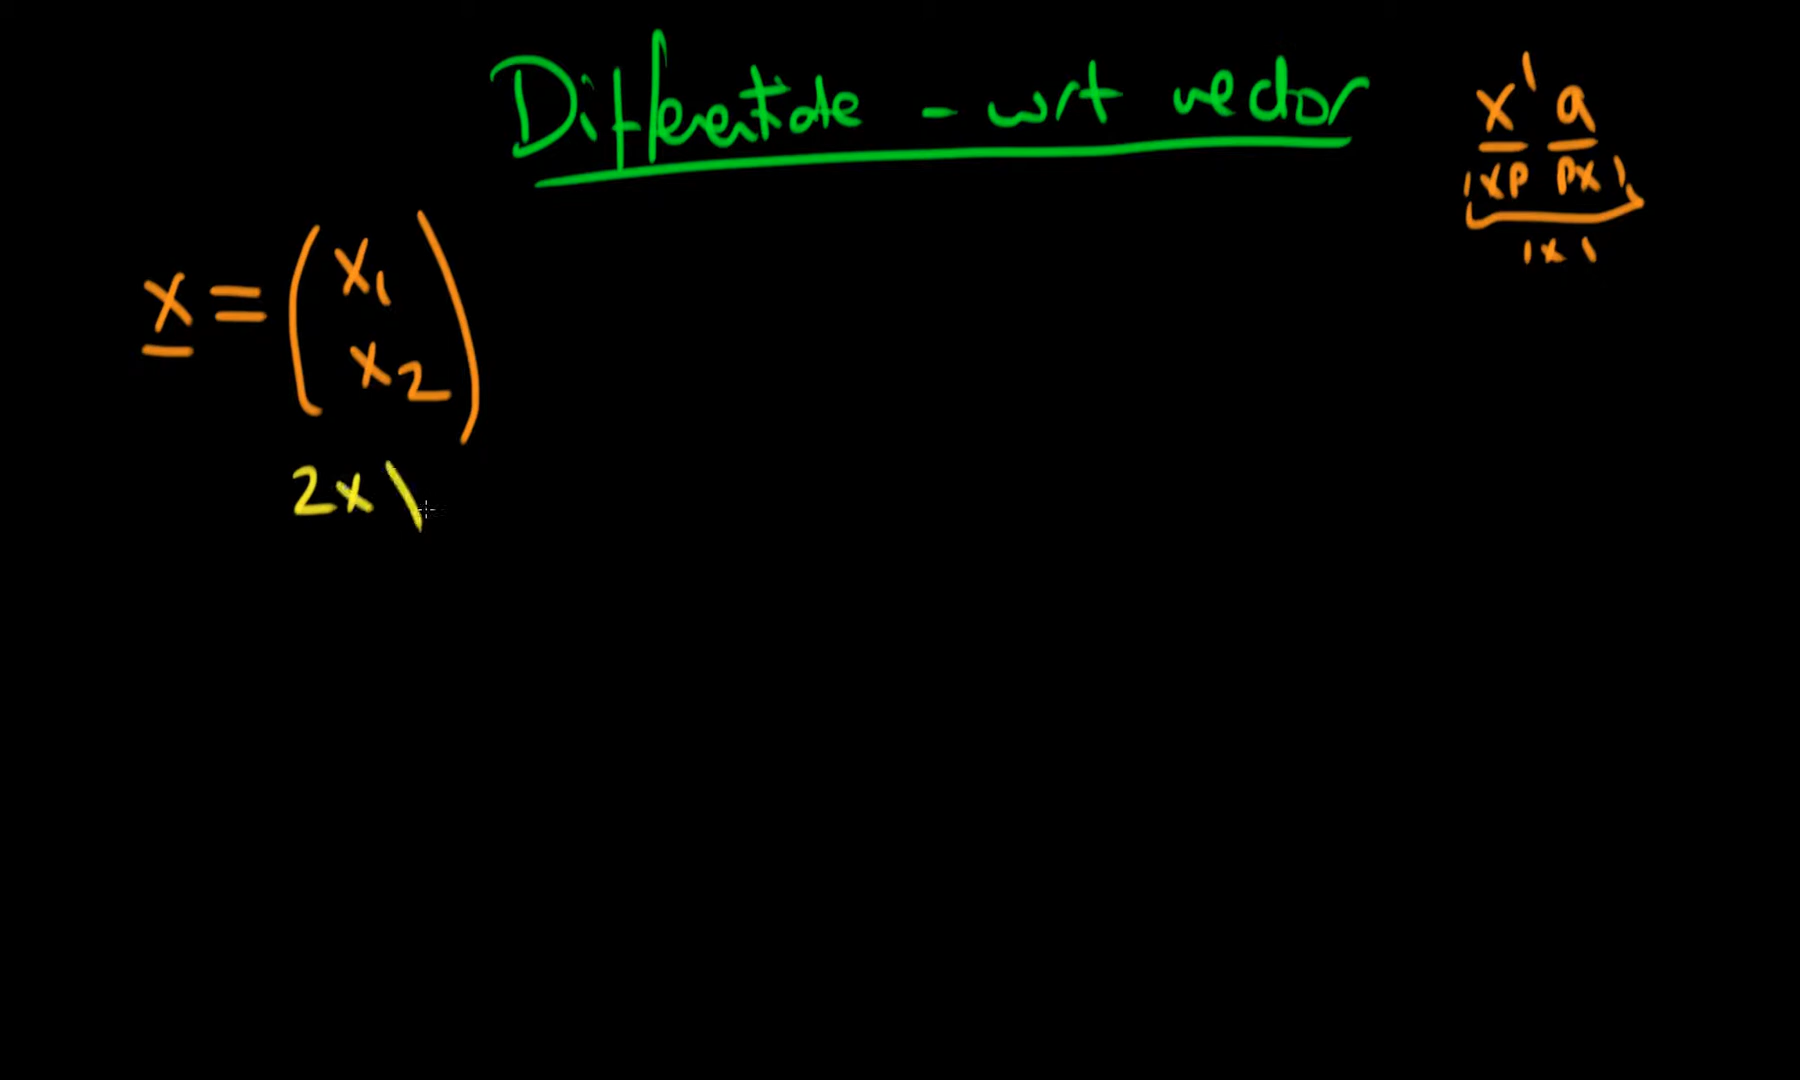 Differentiate - wrt vector
x' a
1xp px1
1x1
x = (x1
x2)
2x1